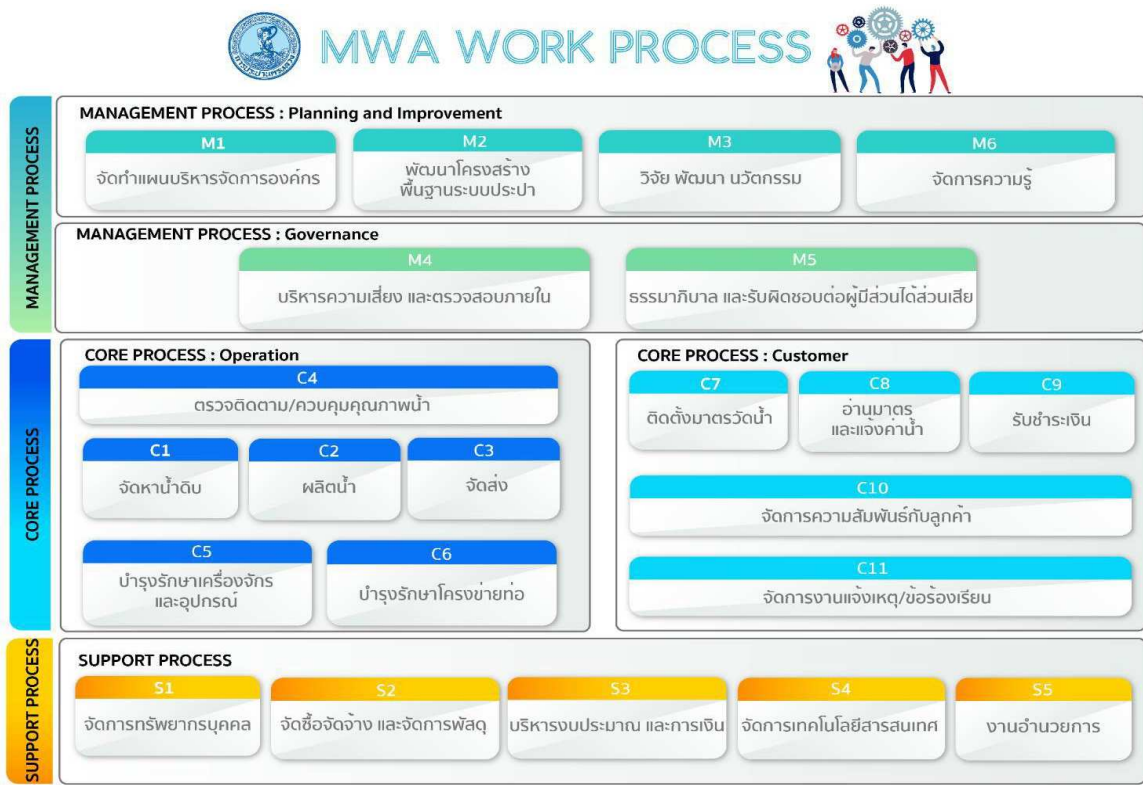 MWA WORK PROCESS
MANAGEMENT PROCESS
MANAGEMENT PROCESS : Planning and Improvement
M1
จัดทำแผนบริหารจัดการองค์กร
M2
พัฒนาโครงสร้าง
พื้นฐานระบบประปา
M3
วิจัย พัฒนา นวัตกรรม
M6
จัดการความรู้
MANAGEMENT PROCESS : Governance
M4
บริหารความเสี่ยง และตรวจสอบภายใน
M5
ธรรมาภิบาล และรับผิดชอบต่อผู้มีส่วนได้ส่วนเสีย
CORE PROCESS
CORE PROCESS : Operation
C4
ตรวจติดตาม/ควบคุมคุณภาพน้ำ
C1
จัดหาน้ำดิบ
C2
ผลิตน้ำ
C3
จัดส่ง
C5
บำรุงรักษาเครื่องจักร
และอุปกรณ์
C6
บำรุงรักษาโครงข่ายท่อ
CORE PROCESS : Customer
C7
ติดตั้งมาตรวัดน้ำ
C8
อ่านมาตร
และแจ้งค่าน้ำ
C9
รับชำระเงิน
C10
จัดการความสัมพันธ์กับลูกค้า
C11
จัดการงานแจ้งเหตุ/ข้อร้องเรียน
SUPPORT PROCESS
SUPPORT PROCESS
S1
จัดการทรัพยากรบุคคล
S2
จัดซื้อจัดจ้าง และจัดการพัสดุ
S3
บริหารงบประมาณ และการเงิน
S4
จัดการเทคโนโลยีสารสนเทศ
S5
งานอำนวยการ